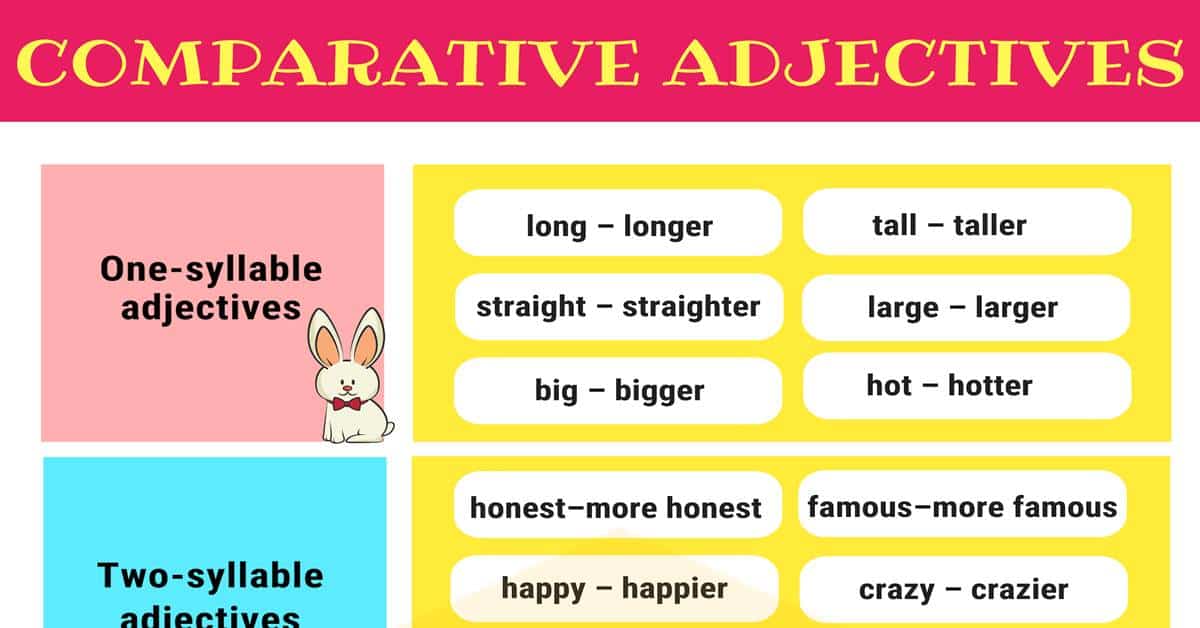 COMPARATIVE ADJECTIVES
One-syllable
adjectives
long – longer
tall – taller
straight – straighter
large – larger
big – bigger
hot – hotter
Two-syllable
adjectives
honest–more honest
famous–more famous
happy – happier
crazy – crazier